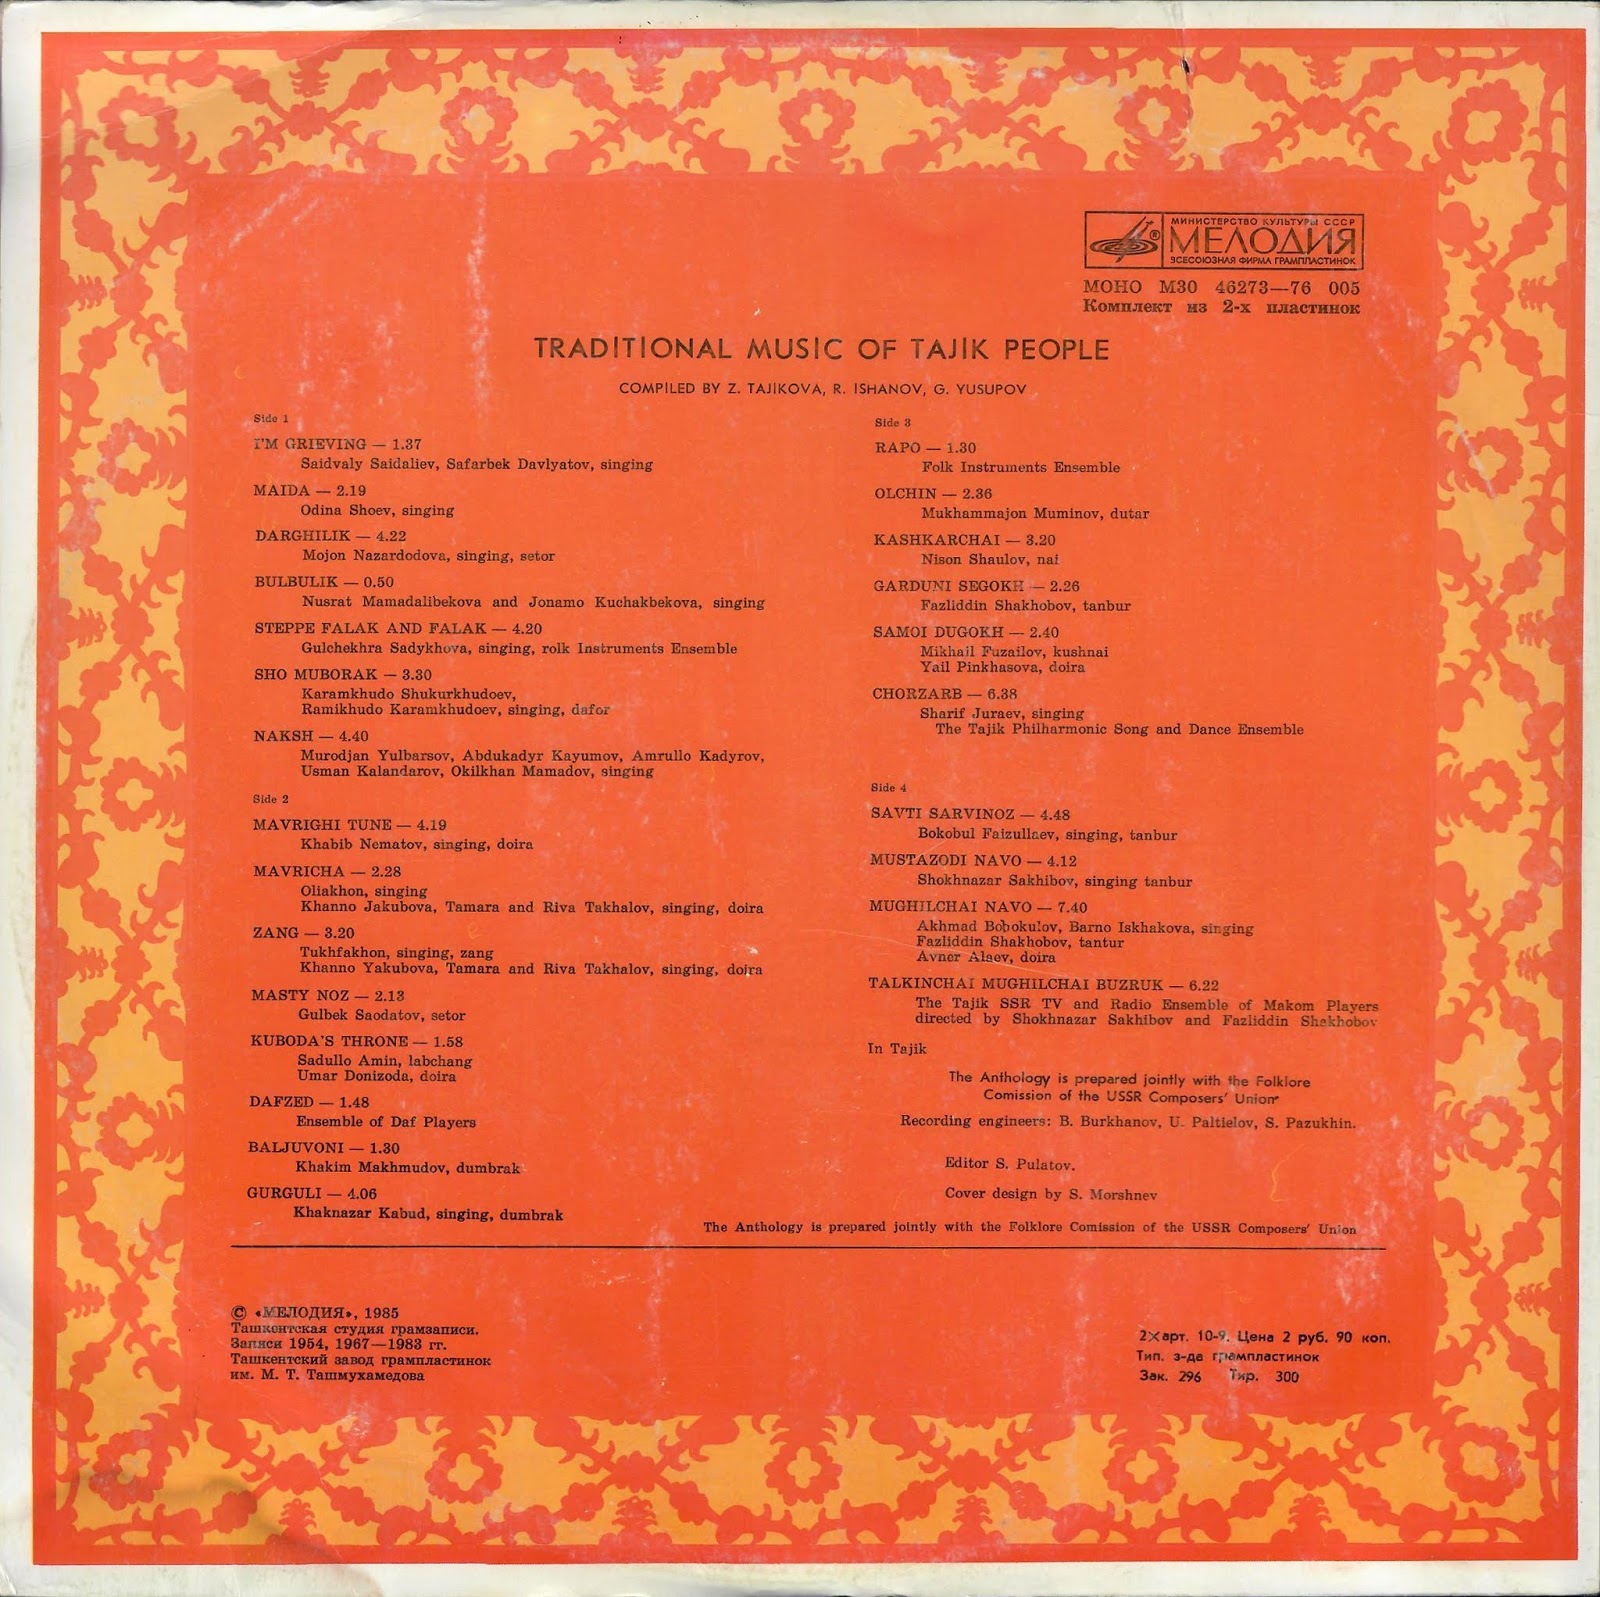 МИНИСТЕРСТВО КУЛЬТУРЫ СССР
МЕЛОДИЯ
ВСЕСОЮЗНАЯ ФИРМА ГРАМПЛАСТИНОК
®
МОНО М30 46273—76 005
Комплект из 2-х пластинок
TRADITIONAL MUSIC OF TAJIK PEOPLE
COMPILED BY Z. TAJIKOVA, R. ISHANOV, G. YUSUPOV
Side 1
I'M GRIEVING — 1.37
Saidvaly Saidaliev, Safarbek Davlyatov, singing
MAIDA — 2.19
Odina Shoev, singing
DARGHILIK — 4.22
Mojon Nazardodova, singing, setor
BULBULIK — 0.50
Nusrat Mamadalibekova and Jonamo Kuchakbekova, singing
STEPPE FALAK AND FALAK — 4.20
Gulchekhra Sadykhova, singing, rolk Instruments Ensemble
SHO MUBORAK — 3.30
Karamkhudo Shukurkhudoev,
Ramikhudo Karamkhudoev, singing, dafor
NAKSH — 4.40
Murodjan Yulbarsov, Abdukadyr Kayumov, Amrullo Kadyrov,
Usman Kalandarov, Okilkhan Mamadov, singing
Side 2
MAVRIGHI TUNE — 4.19
Khabib Nematov, singing, doira
MAVRICHA — 2.28
Oliakhon, singing
Khanno Jakubova, Tamara and Riva Takhalov, singing, doira
ZANG — 3.20
Tukhfakhon, singing, zang
Khanno Yakubova, Tamara and Riva Takhalov, singing, doira
MASTY NOZ — 2.13
Gulbek Saodatov, setor
KUBODA'S THRONE — 1.58
Sadullo Amin, labchang
Umar Donizoda, doira
DAFZED — 1.48
Ensemble of Daf Players
BALJUVONI — 1.30
Khakim Makhmudov, dumbrak
GURGULI — 4.06
Khaknazar Kabud, singing, dumbrak
Side 3
RAPO — 1.30
Folk Instruments Ensemble
OLCHIN — 2.36
Mukhammajon Muminov, dutar
KASHKARCHAI — 3.20
Nison Shaulov, nai
GARDUNI SEGOKH — 2.26
Fazliddin Shakhobov, tanbur
SAMOI DUGOKH — 2.40
Mikhail Fuzailov, kushnai
Yail Pinkhasova, doira
CHORZARB — 6.38
Sharif Juraev, singing
The Tajik Philharmonic Song and Dance Ensemble
Side 4
SAVTI SARVINOZ — 4.48
Bokobul Faizullaev, singing, tanbur
MUSTAZODI NAVO — 4.12
Shokhnazar Sakhibov, singing tanbur
MUGHILCHAI NAVO — 7.40
Akhmad Bobokulov, Barno Iskhakova, singing
Fazliddin Shakhobov, tantur
Avner Alaev, doira
TALKINCHAI MUGHILCHAI BUZRUK — 6.22
The Tajik SSR TV and Radio Ensemble of Makom Players
directed by Shokhnazar Sakhibov and Fazliddin Shakhobov
In Tajik
The Anthology is prepared jointly with the Folklore
Comission of the USSR Composers' Union
Recording engineers: B. Burkhanov, U. Paltielov, S. Pazukhin.
Editor S. Pulatov.
Cover design by S. Morshnev
The Anthology is prepared jointly with the Folklore Comission of the USSR Composers' Union
© «МЕЛОДИЯ», 1985
Ташкентская студия грамзаписи.
Записи 1954, 1967—1983 гг.
Ташкентский завод грампластинок
им. М. Т. Ташмухамедова
2Xарт. 10-9. Цена 2 руб. 90 коп.
Тип. з-да грампластинок
Зак. 296 Тир. 300